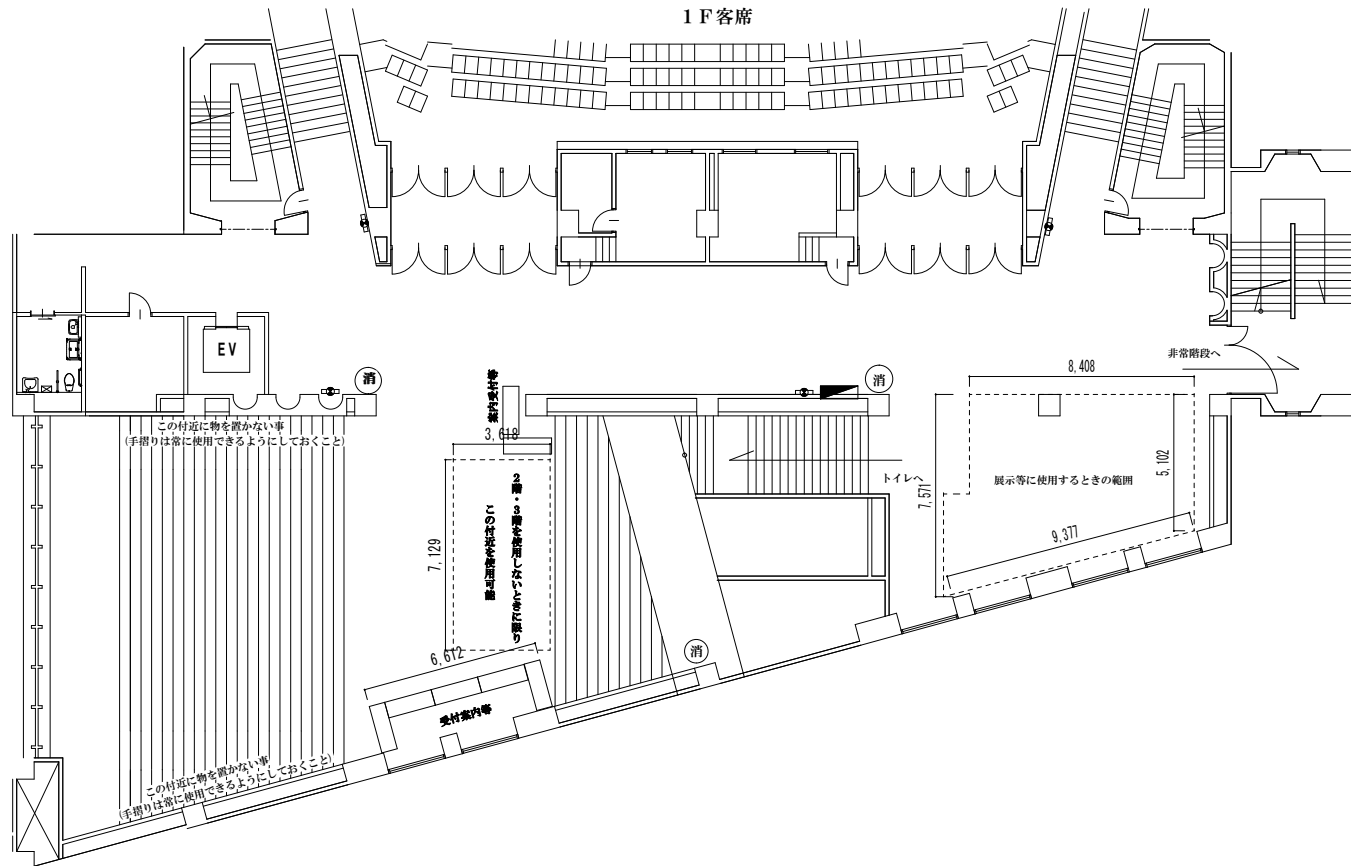 1F客席
EV
消
案内受付等
消
非常階段へ
8,408
この付近に物を置かない事
(手摺りは常に使用できるようにしておくこと)
3,618
トイレへ
7,571
展示等に使用するときの範囲
5,102
2階・3階を使用しないときに限り
この付近を使用可能
7,129
9,377
消
6,672
受付案内等
この付近に物を置かない事
(手摺りは常に使用できるようにしておくこと)